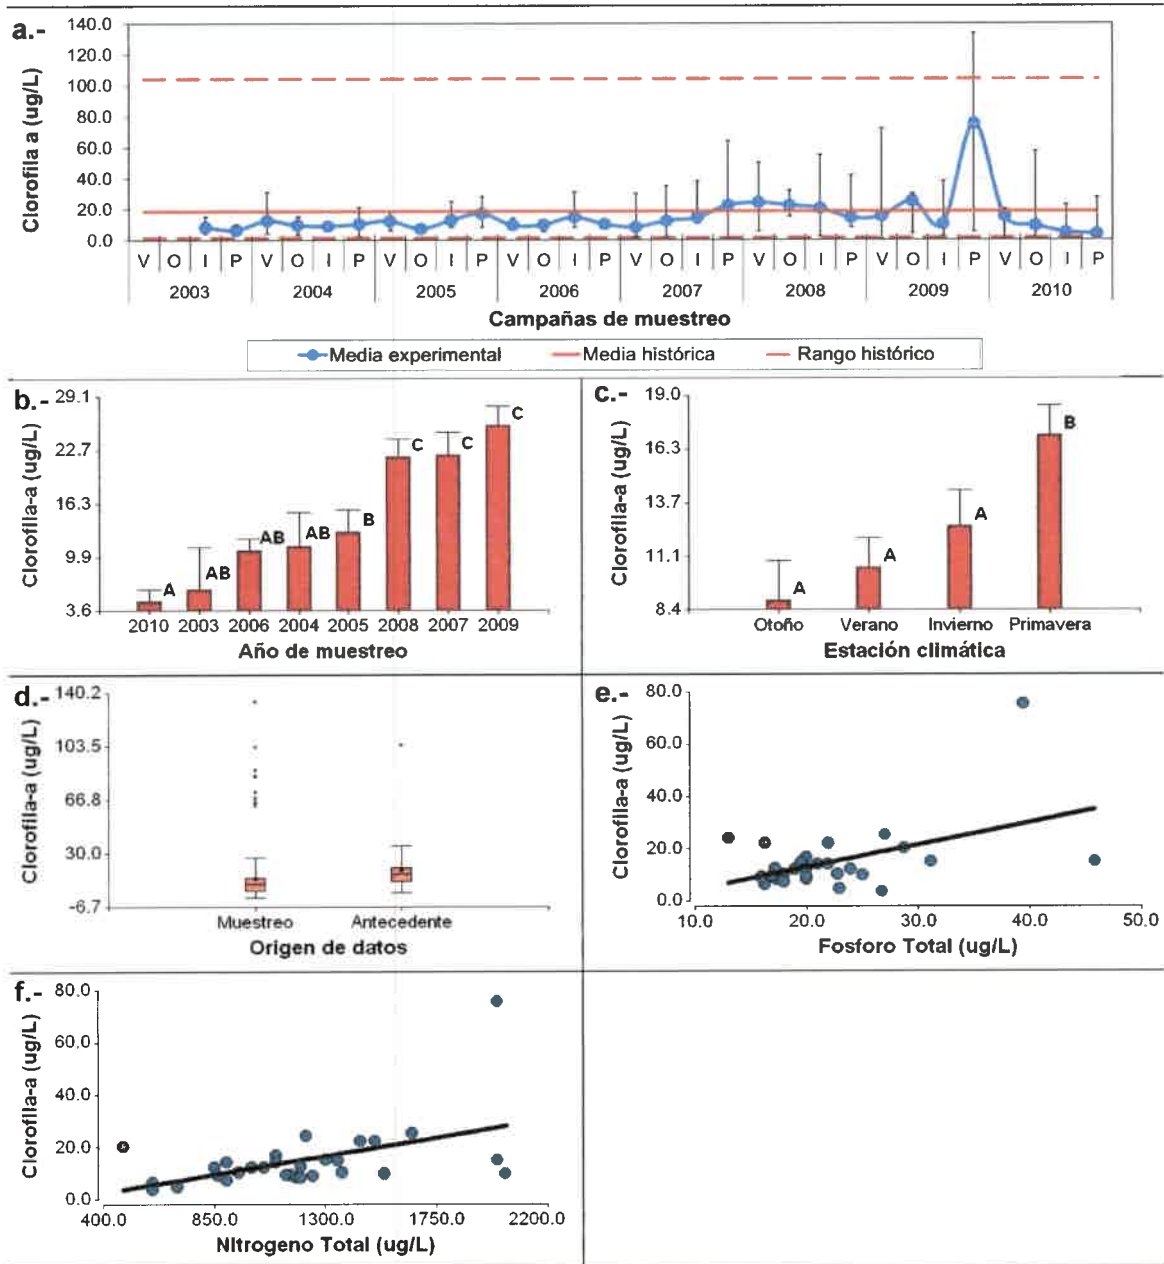 a.-
Clorofila a (ug/L)
140.0
120.0
100.0
80.0
60.0
40.0
20.0
0.0
V O I P V O I P V O I P V O I P V O I P V O I P V O I P V O I P
2003 2004 2005 2006 2007 2008 2009 2010
Campañas de muestreo
Media experimental Media histórica Rango histórico
b.-
Clorofila-a (ug/L)
29.1
22.7
16.3
9.9
3.6
A AB AB AB B C C C
2010 2003 2006 2004 2005 2008 2007 2009
Año de muestreo
c.-
Clorofila-a (ug/L)
19.0
16.3
13.7
11.1
8.4
A A A B
Otoño Verano Invierno Primavera
Estación climática
d.-
Clorofila-a (ug/L)
140.2
103.5
66.8
30.0
-6.7
Muestreo Antecedente
Origen de datos
e.-
Clorofila-a (ug/L)
80.0
60.0
40.0
20.0
0.0
10.0 20.0 30.0 40.0 50.0
Fosforo Total (ug/L)
f.-
Clorofila-a (ug/L)
80.0
60.0
40.0
20.0
0.0
400.0 850.0 1300.0 1750.0 2200.0
Nitrogeno Total (ug/L)